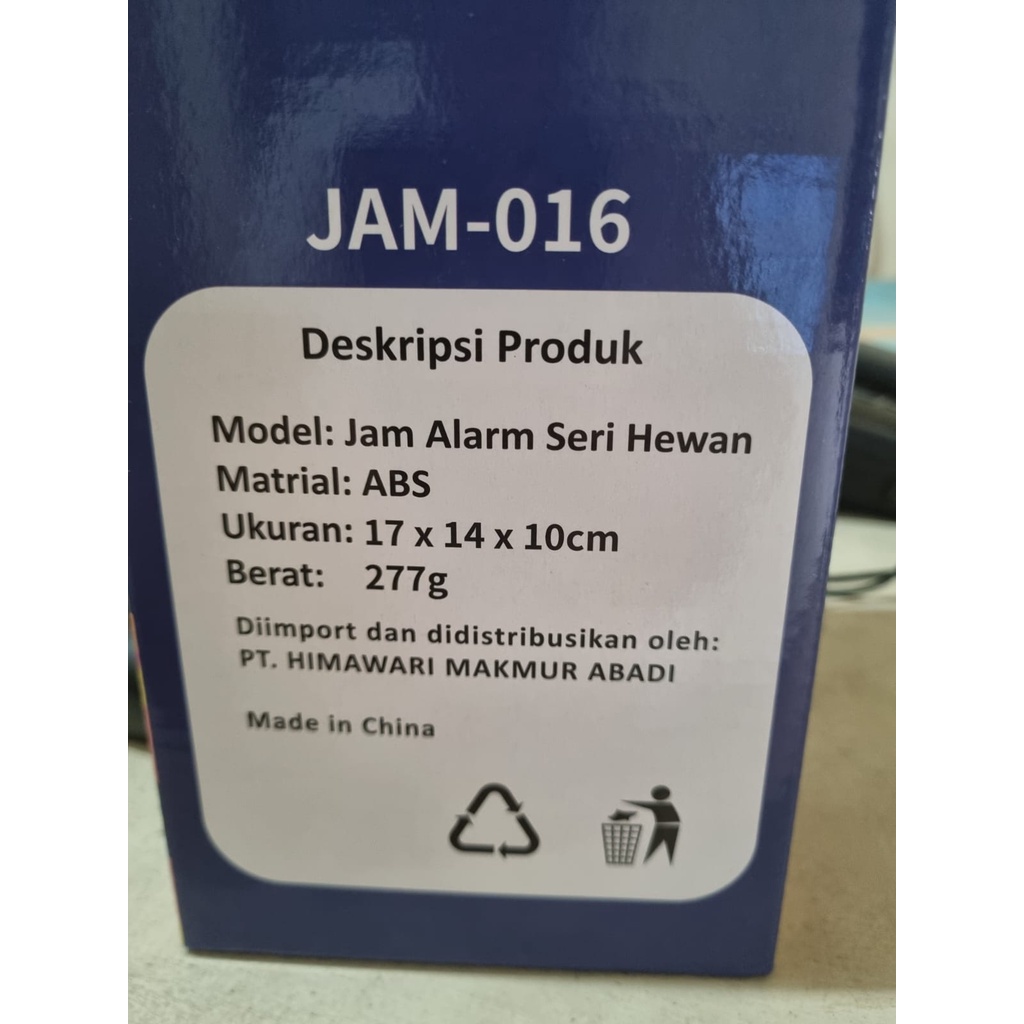 JAM-016
Deskripsi Produk
Model: Jam Alarm Seri Hewan
Matrial: ABS
Ukuran: 17 x 14 x 10cm
Berat: 277g
Diimport dan didistribusikan oleh:
PT. HIMAWARI MAKMUR ABADI
Made in China